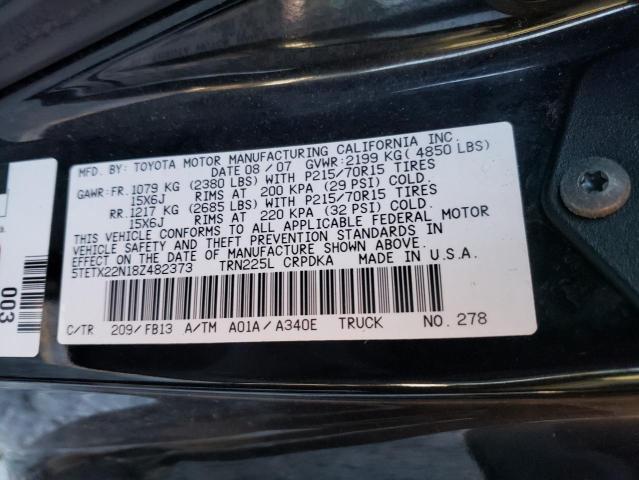 MFD. BY: TOYOTA MOTOR MANUFACTURING CALIFORNIA INC.
DATE 08 / 07 GVWR: 2199 KG( 4850 LBS)
GAWR: FR. 1079 KG (2380 LBS) WITH P215/70R15 TIRES
15X6J RIMS AT 200 KPA (29 PSI) COLD.
RR. 1217 KG (2685 LBS) WITH P215/70R15 TIRES
15X6J RIMS AT 220 KPA (32 PSI) COLD.
THIS VEHICLE CONFORMS TO ALL APPLICABLE FEDERAL MOTOR
VEHICLE SAFETY AND THEFT PREVENTION STANDARDS IN
EFFECT ON THE DATE OF MANUFACTURE SHOWN ABOVE.
5TETX22N18Z482373 TRN225L CRPDKA MADE IN U.S.A.
C/TR 209/FB13 A/TM A01A/A340E TRUCK NO. 278
003